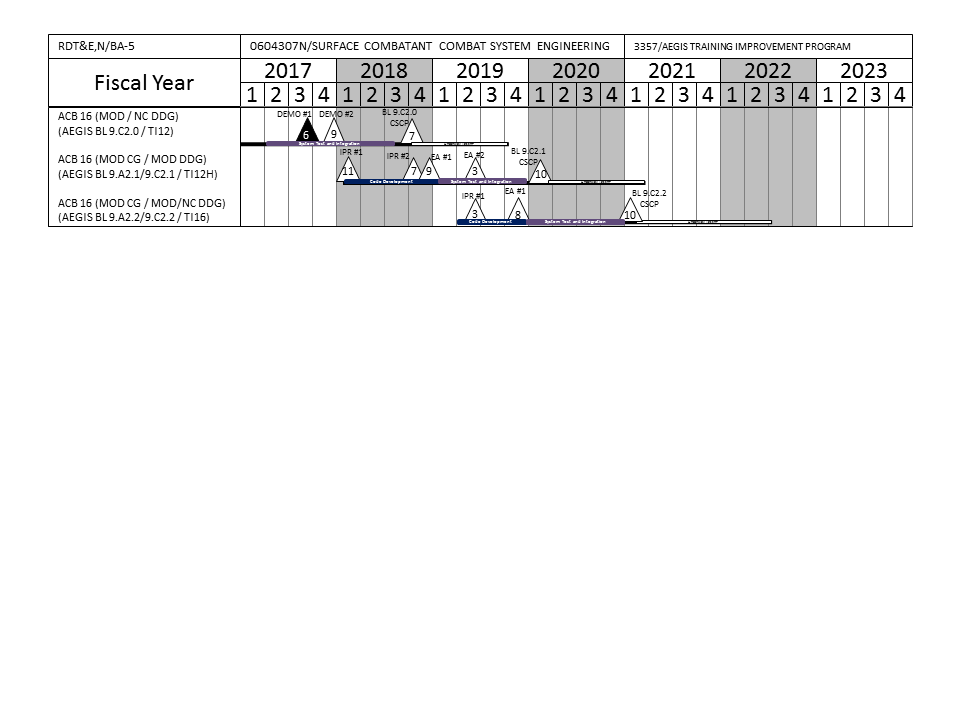 RDT&E,N/BA-5 0604307N/SURFACE COMBATANT COMBAT SYSTEM ENGINEERING 3357/AEGIS TRAINING IMPROVEMENT PROGRAM
Fiscal Year
2017 2018 2019 2020 2021 2022 2023
1 2 3 4 1 2 3 4 1 2 3 4 1 2 3 4 1 2 3 4 1 2 3 4 1 2 3 4
ACB 16 (MOD / NC DDG)
(AEGIS BL 9.C2.0 / TI12)
DEMO #1 DEMO #2 BL 9.C2.0
CSCP
6 9 7
System Test and Integration
ACB 16 (MOD CG / MOD DDG)
(AEGIS BL 9.A2.1/9.C2.1 / TI12H)
IPR #1 IPR #2 EA #1 EA #2 BL 9.C2.1
CSCP
11 7 9 3 10
Code Development System Test and Integration
ACB 16 (MOD CG / MOD/NC DDG)
(AEGIS BL 9.A2.2/9.C2.2 / TI16)
IPR #1 EA #1 BL 9.C2.2
CSCP
3 8 10
Code Development System Test and Integration